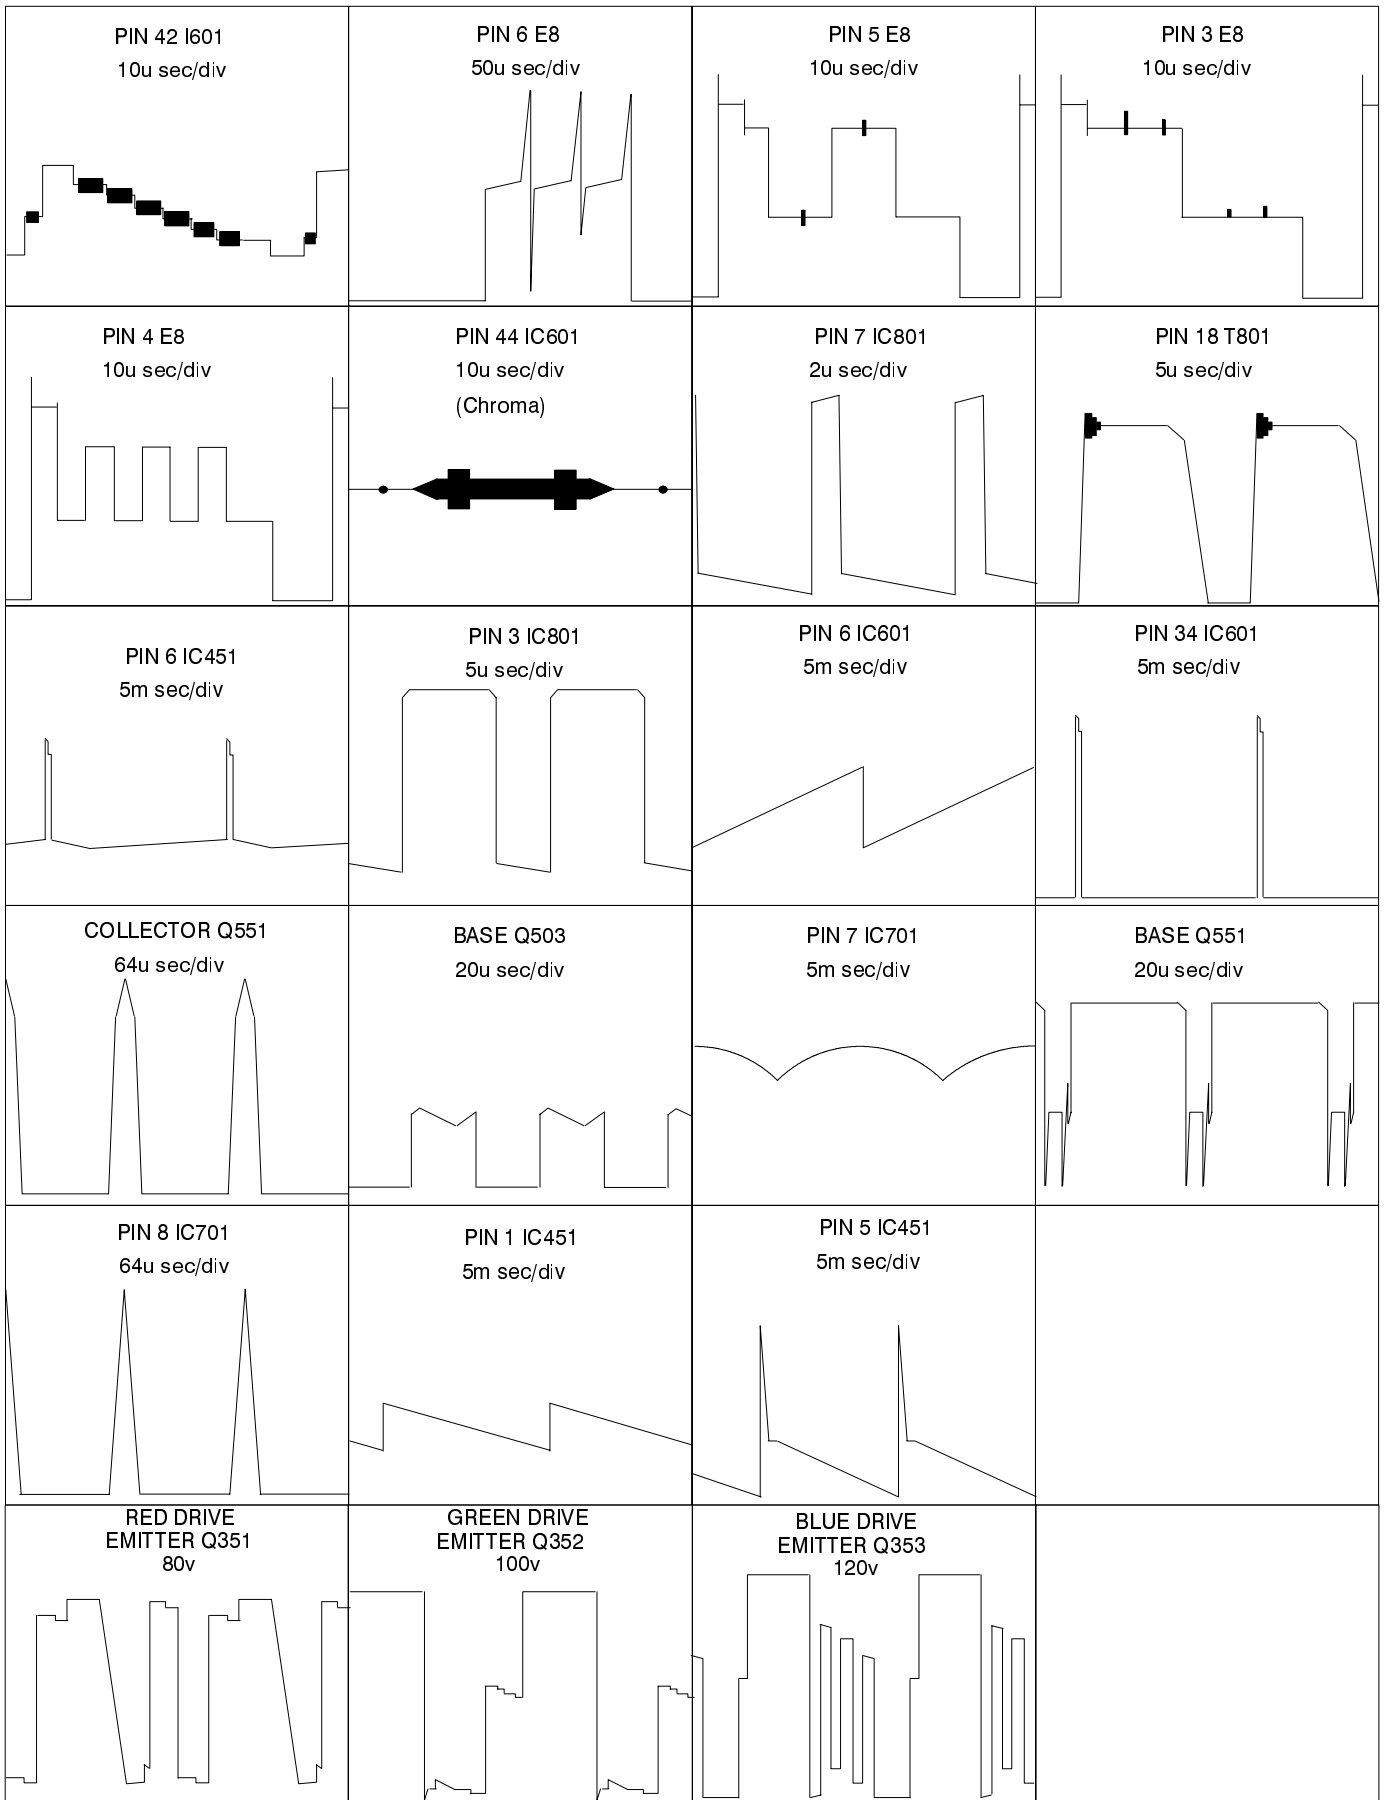 PIN 42 I601
10u sec/div
PIN 6 E8
50u sec/div
PIN 5 E8
10u sec/div
PIN 3 E8
10u sec/div
PIN 4 E8
10u sec/div
PIN 44 IC601
10u sec/div
(Chroma)
PIN 7 IC801
2u sec/div
PIN 18 T801
5u sec/div
PIN 6 IC451
5m sec/div
PIN 3 IC801
5u sec/div
PIN 6 IC601
5m sec/div
PIN 34 IC601
5m sec/div
COLLECTOR Q551
64u sec/div
BASE Q503
20u sec/div
PIN 7 IC701
5m sec/div
BASE Q551
20u sec/div
PIN 8 IC701
64u sec/div
PIN 1 IC451
5m sec/div
PIN 5 IC451
5m sec/div
RED DRIVE
EMITTER Q351
80v
GREEN DRIVE
EMITTER Q352
100v
BLUE DRIVE
EMITTER Q353
120v